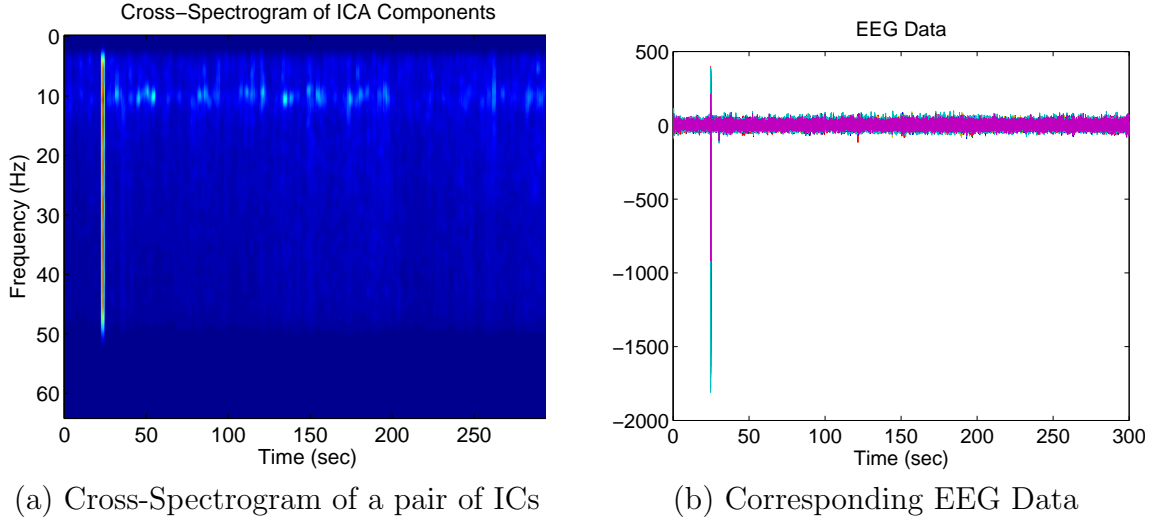 Cross−Spectrogram of ICA Components
0
10
20
30
40
50
60
Frequency (Hz)
0 50 100 150 200 250
Time (sec)
(a) Cross-Spectrogram of a pair of ICs
EEG Data
500
0
−500
−1000
−1500
−2000
0 50 100 150 200 250 300
Time (sec)
(b) Corresponding EEG Data